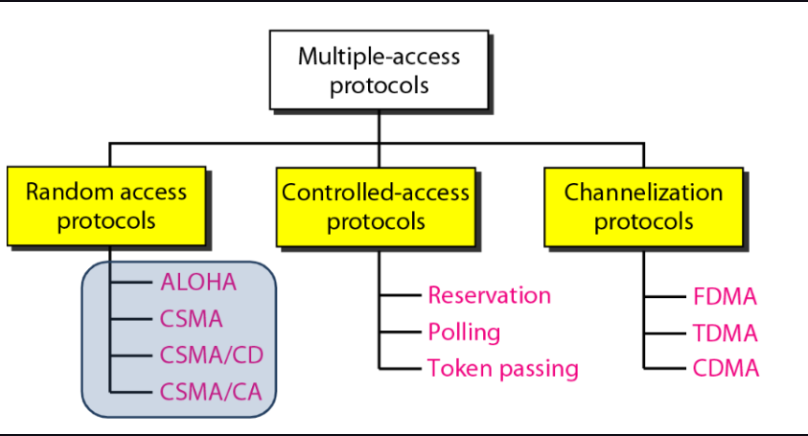 Multiple-access
protocols
Random access
protocols
ALOHA
CSMA
CSMA/CD
CSMA/CA
Controlled-access
protocols
Reservation
Polling
Token passing
Channelization
protocols
FDMA
TDMA
CDMA